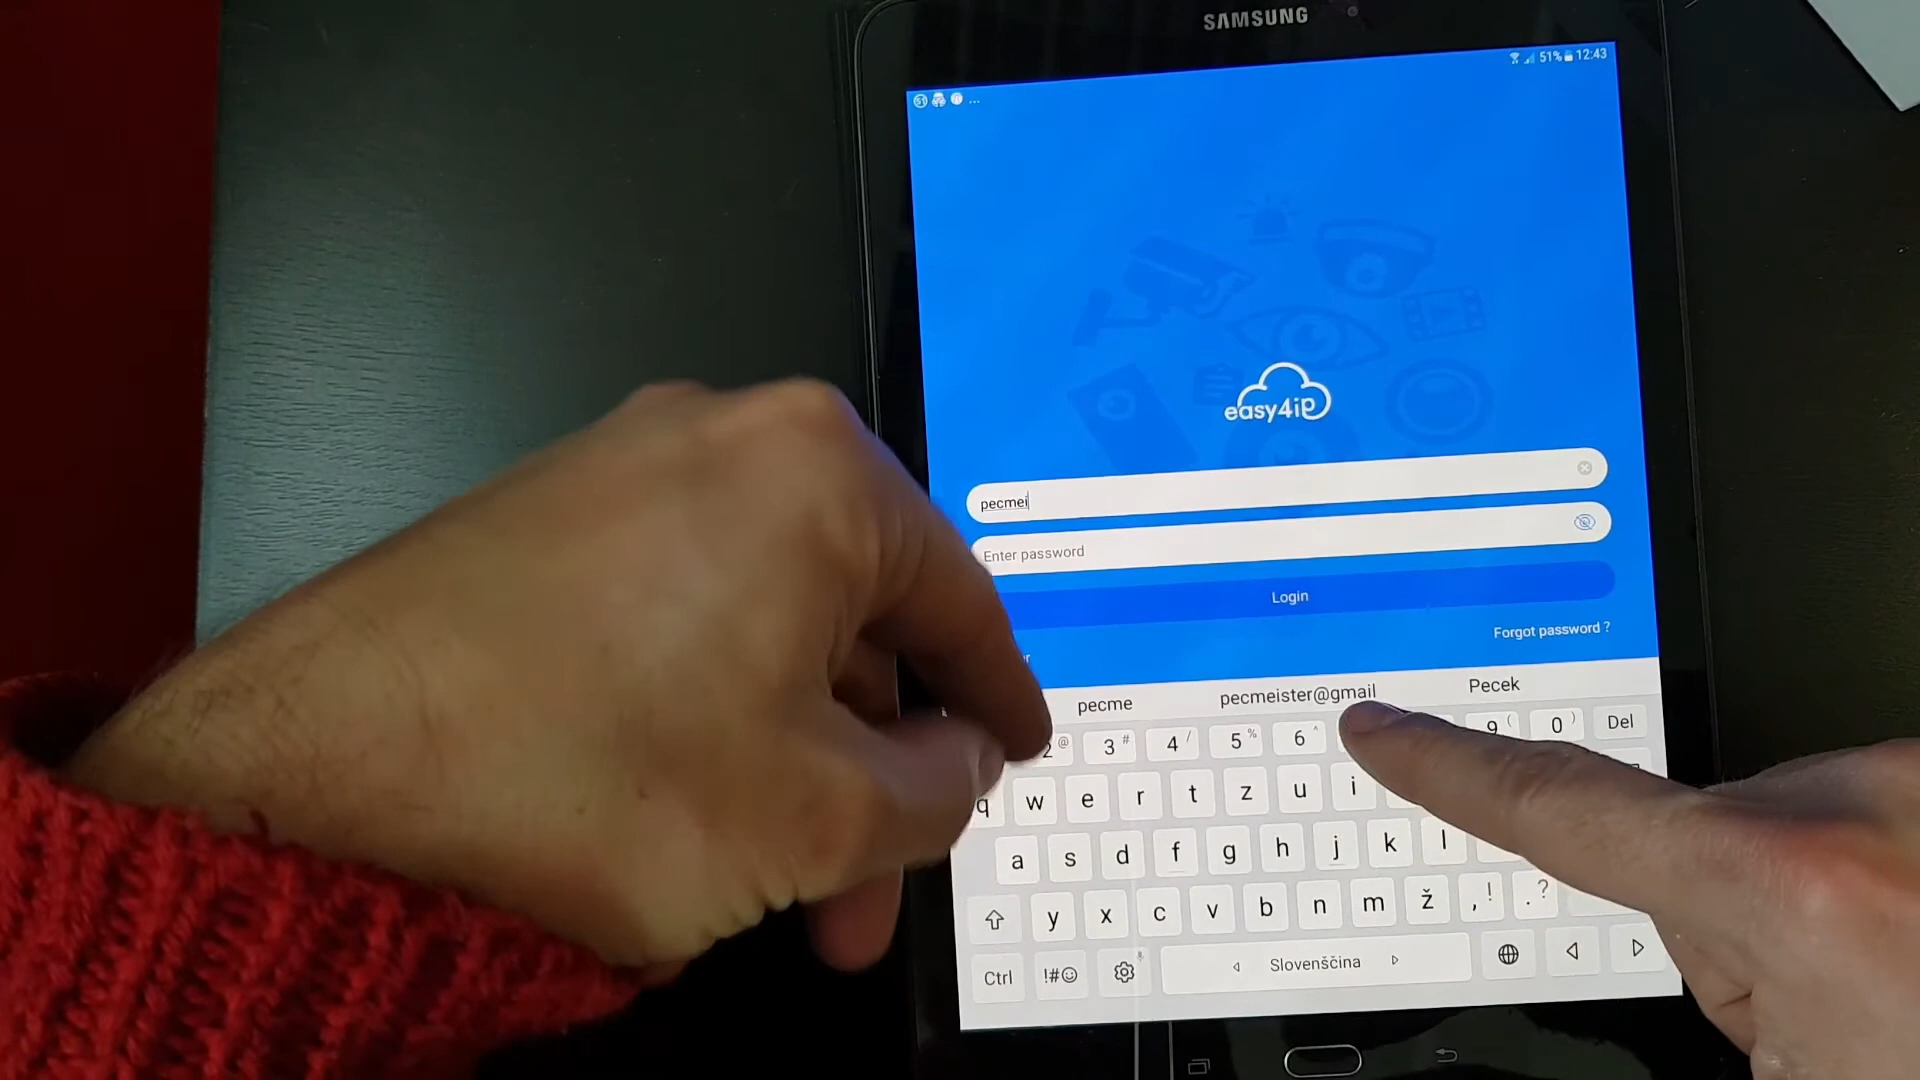 SAMSUNG
51% 12:43
easy4ip
pecmei
Enter password
Login
Forgot password ?
pecme pecmeister@gmail Pecek
2 @ 3 # 4 / 5 % 6 ^ 9 ( 0 ) Del
q w e r t z u i
a s d f g h j k l
y x c v b n m ž , ! . ?
Ctrl !#☺ Slovenščina